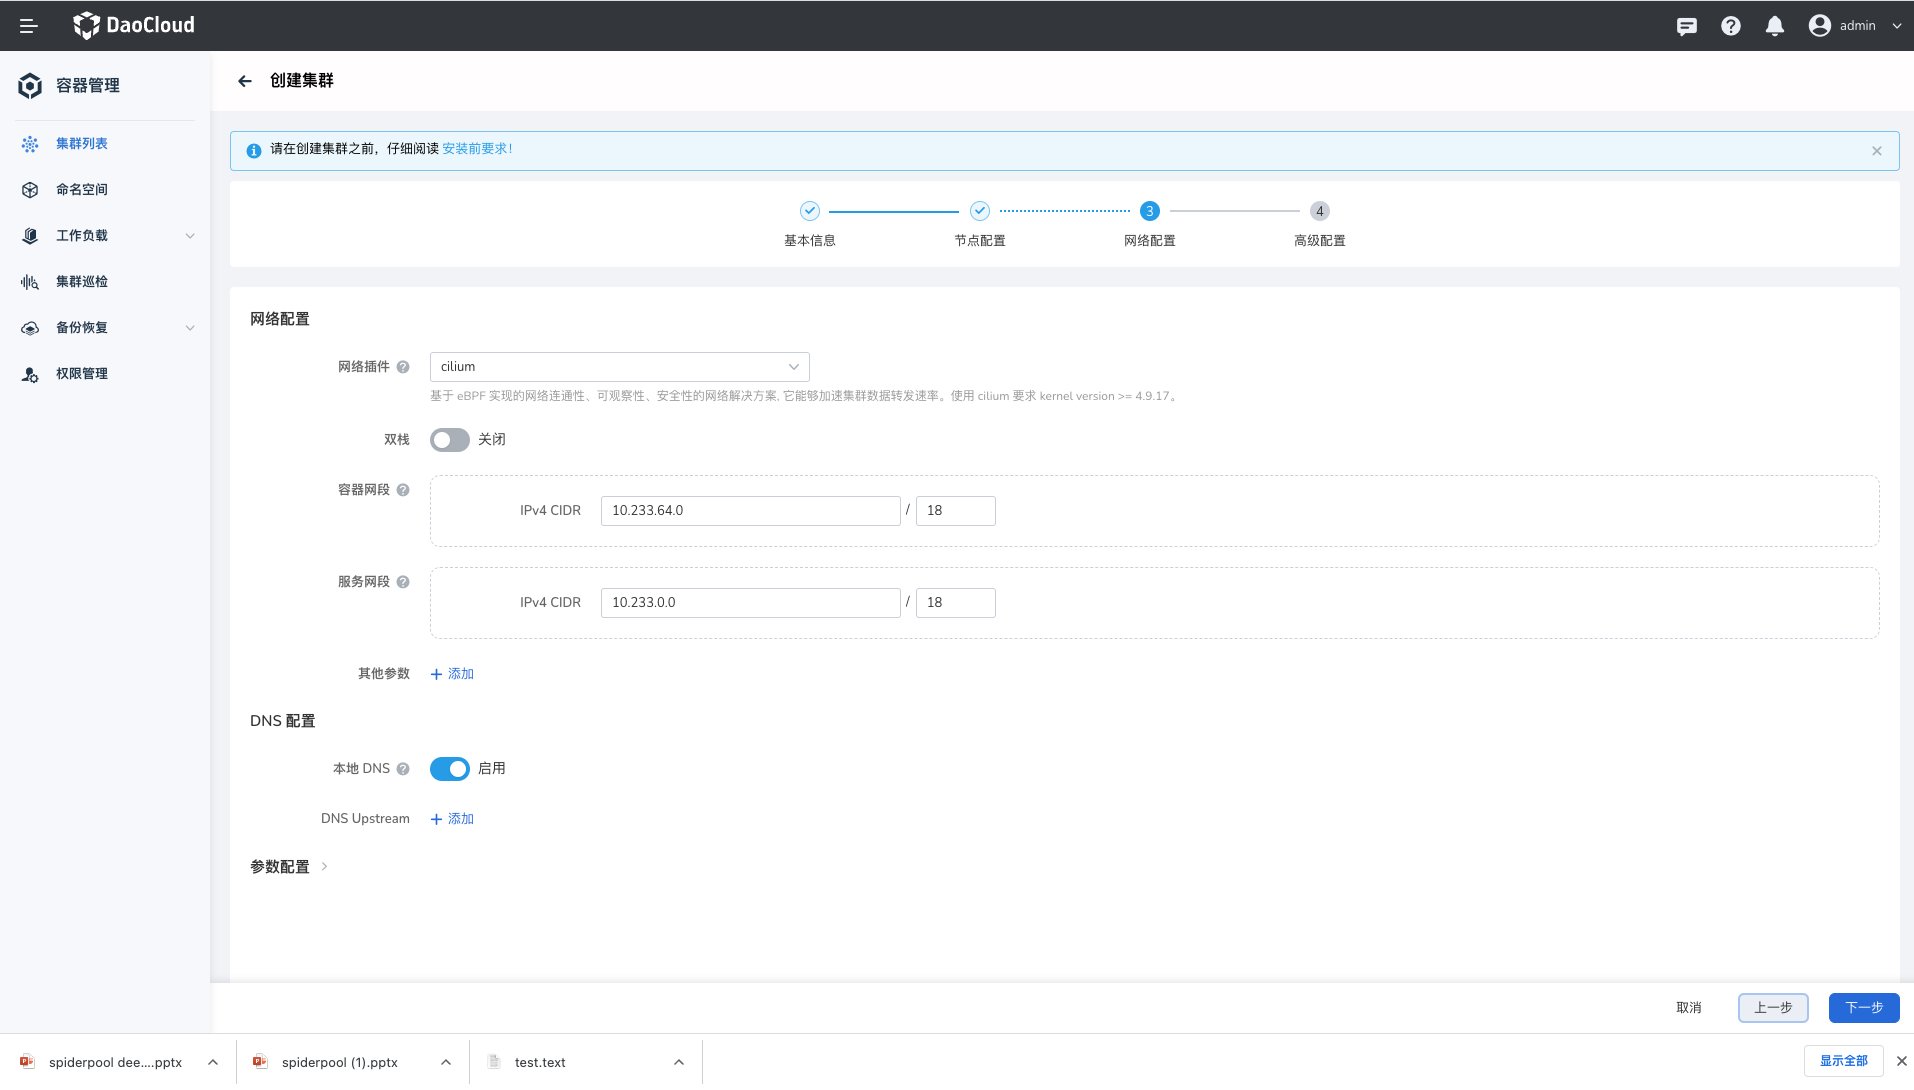 DaoCloud
admin
容器管理
集群列表
命名空间
工作负载
集群巡检
备份恢复
权限管理
创建集群
请在创建集群之前，仔细阅读 安装前要求！
3
4
基本信息
节点配置
网络配置
高级配置
网络配置
网络插件
cilium
基于 eBPF 实现的网络连通性、可观察性、安全性的网络解决方案, 它能够加速集群数据转发速率。使用 cilium 要求 kernel version >= 4.9.17。
双栈
关闭
容器网段
IPv4 CIDR 10.233.64.0 / 18
服务网段
IPv4 CIDR 10.233.0.0 / 18
其他参数
添加
DNS 配置
本地 DNS
启用
DNS Upstream
添加
参数配置
取消
上一步
下一步
spiderpool dee....pptx
spiderpool (1).pptx
test.text
显示全部